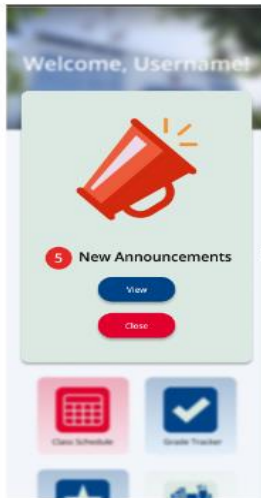 Welcome, Username!
5 New Announcements
View
Close
Class Schedule
Grade Tracker